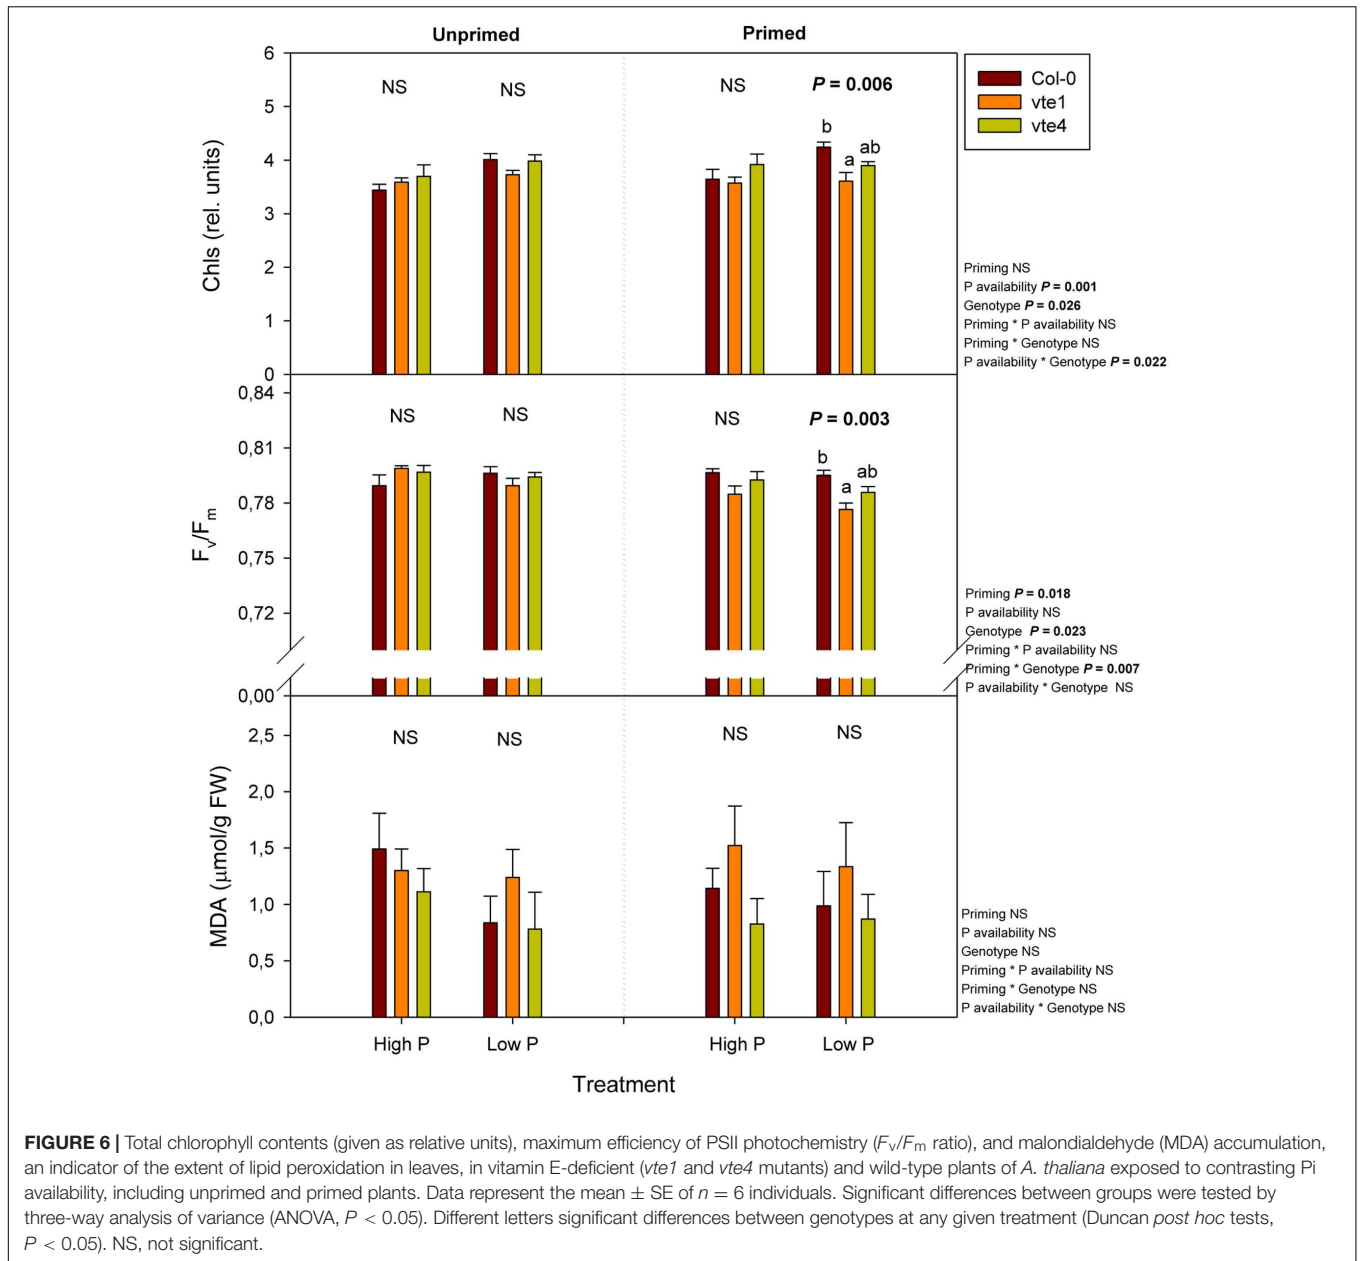 Unprimed Primed
6
5
4
3
2
1
0
Chls (rel. units)
NS NS NS P = 0.006
b a ab
Col-0
vte1
vte4
Priming NS
P availability P = 0.001
Genotype P = 0.026
Priming * P availability NS
Priming * Genotype NS
P availability * Genotype P = 0.022
0,84
0,81
0,78
0,75
0,72
0,00
Fv/Fm
NS NS NS P = 0.003
b a ab
Priming P = 0.018
P availability NS
Genotype P = 0.023
Priming * P availability NS
Priming * Genotype P = 0.007
P availability * Genotype NS
2,5
2,0
1,5
1,0
0,5
0,0
MDA (μmol/g FW)
NS NS NS NS
Priming NS
P availability NS
Genotype NS
Priming * P availability NS
Priming * Genotype NS
P availability * Genotype NS
High P Low P High P Low P
Treatment
FIGURE 6 | Total chlorophyll contents (given as relative units), maximum efficiency of PSII photochemistry (Fv/Fm ratio), and malondialdehyde (MDA) accumulation,
an indicator of the extent of lipid peroxidation in leaves, in vitamin E-deficient (vte1 and vte4 mutants) and wild-type plants of A. thaliana exposed to contrasting Pi
availability, including unprimed and primed plants. Data represent the mean ± SE of n = 6 individuals. Significant differences between groups were tested by
three-way analysis of variance (ANOVA, P < 0.05). Different letters significant differences between genotypes at any given treatment (Duncan post hoc tests,
P < 0.05). NS, not significant.